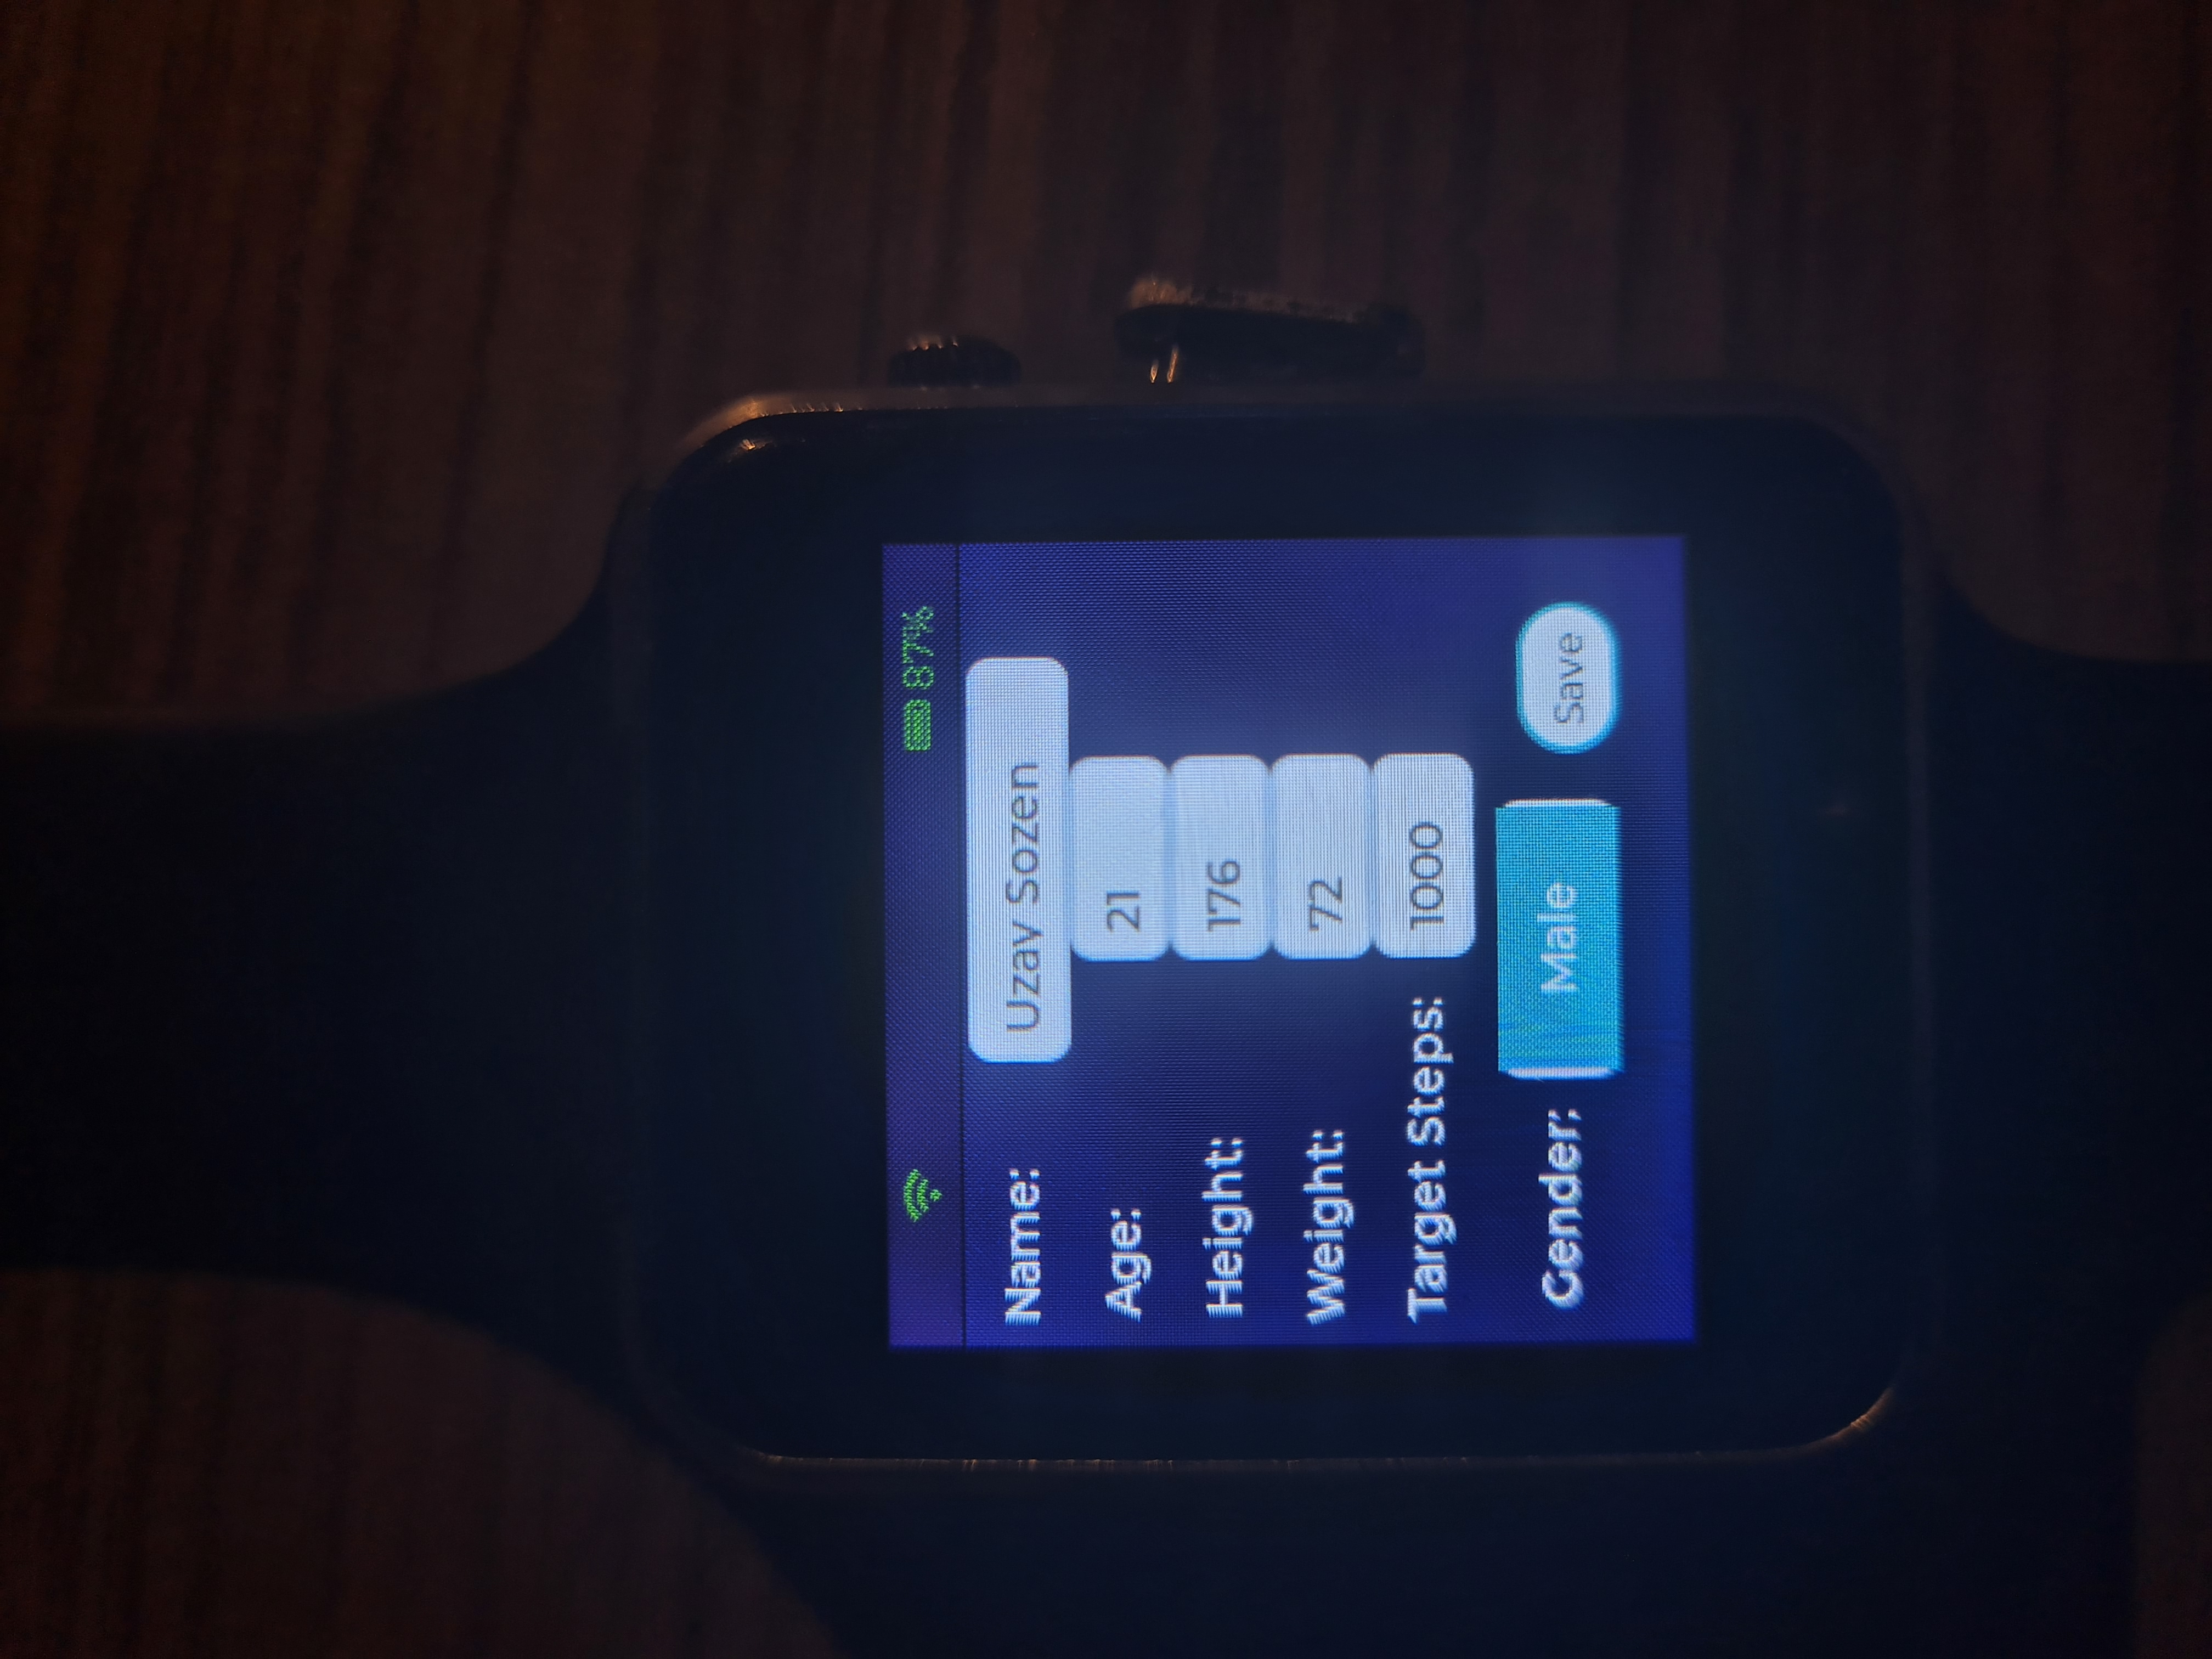 87%
Name: Uzay Sozen
Age: 21
Height: 176
Weight: 72
Target Steps: 1000
Gender: Male Save